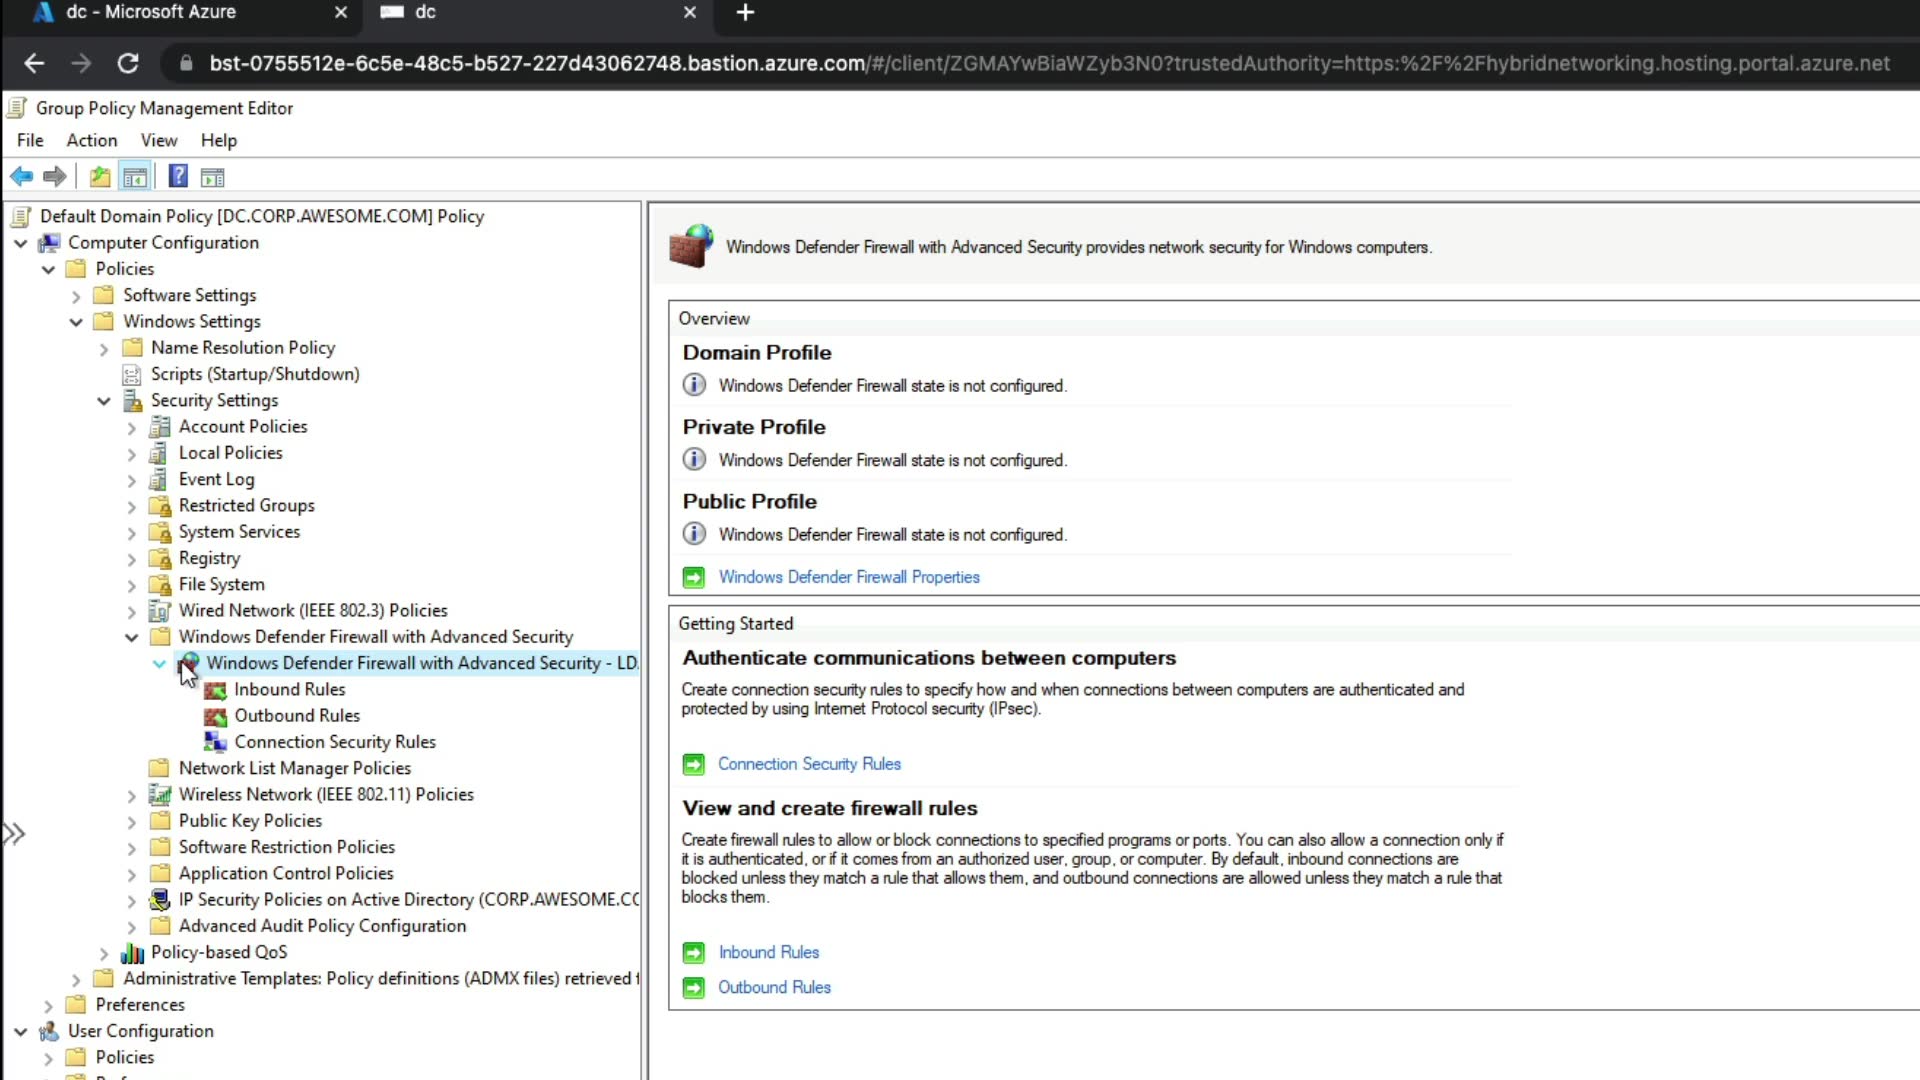 dc - Microsoft Azure
dc
bst-0755512e-6c5e-48c5-b527-227d43062748.bastion.azure.com/#/client/ZGMAYwBiaWZyb3N0?trustedAuthority=https:%2F%2Fhybridnetworking.hosting.portal.azure.net
Group Policy Management Editor
File Action View Help
Default Domain Policy [DC.CORP.AWESOME.COM] Policy
Computer Configuration
Policies
Software Settings
Windows Settings
Name Resolution Policy
Scripts (Startup/Shutdown)
Security Settings
Account Policies
Local Policies
Event Log
Restricted Groups
System Services
Registry
File System
Wired Network (IEEE 802.3) Policies
Windows Defender Firewall with Advanced Security
Windows Defender Firewall with Advanced Security - LD
Inbound Rules
Outbound Rules
Connection Security Rules
Network List Manager Policies
Wireless Network (IEEE 802.11) Policies
Public Key Policies
Software Restriction Policies
Application Control Policies
IP Security Policies on Active Directory (CORP.AWESOME.CO
Advanced Audit Policy Configuration
Policy-based QoS
Administrative Templates: Policy definitions (ADMX files) retrieved
Preferences
User Configuration
Policies
Windows Defender Firewall with Advanced Security provides network security for Windows computers.
Overview
Domain Profile
Windows Defender Firewall state is not configured.
Private Profile
Windows Defender Firewall state is not configured.
Public Profile
Windows Defender Firewall state is not configured.
Windows Defender Firewall Properties
Getting Started
Authenticate communications between computers
Create connection security rules to specify how and when connections between computers are authenticated and
protected by using Internet Protocol security (IPsec).
Connection Security Rules
View and create firewall rules
Create firewall rules to allow or block connections to specified programs or ports. You can also allow a connection only if
it is authenticated, or if it comes from an authorized user, group, or computer. By default, inbound connections are
blocked unless they match a rule that allows them, and outbound connections are allowed unless they match a rule that
blocks them.
Inbound Rules
Outbound Rules